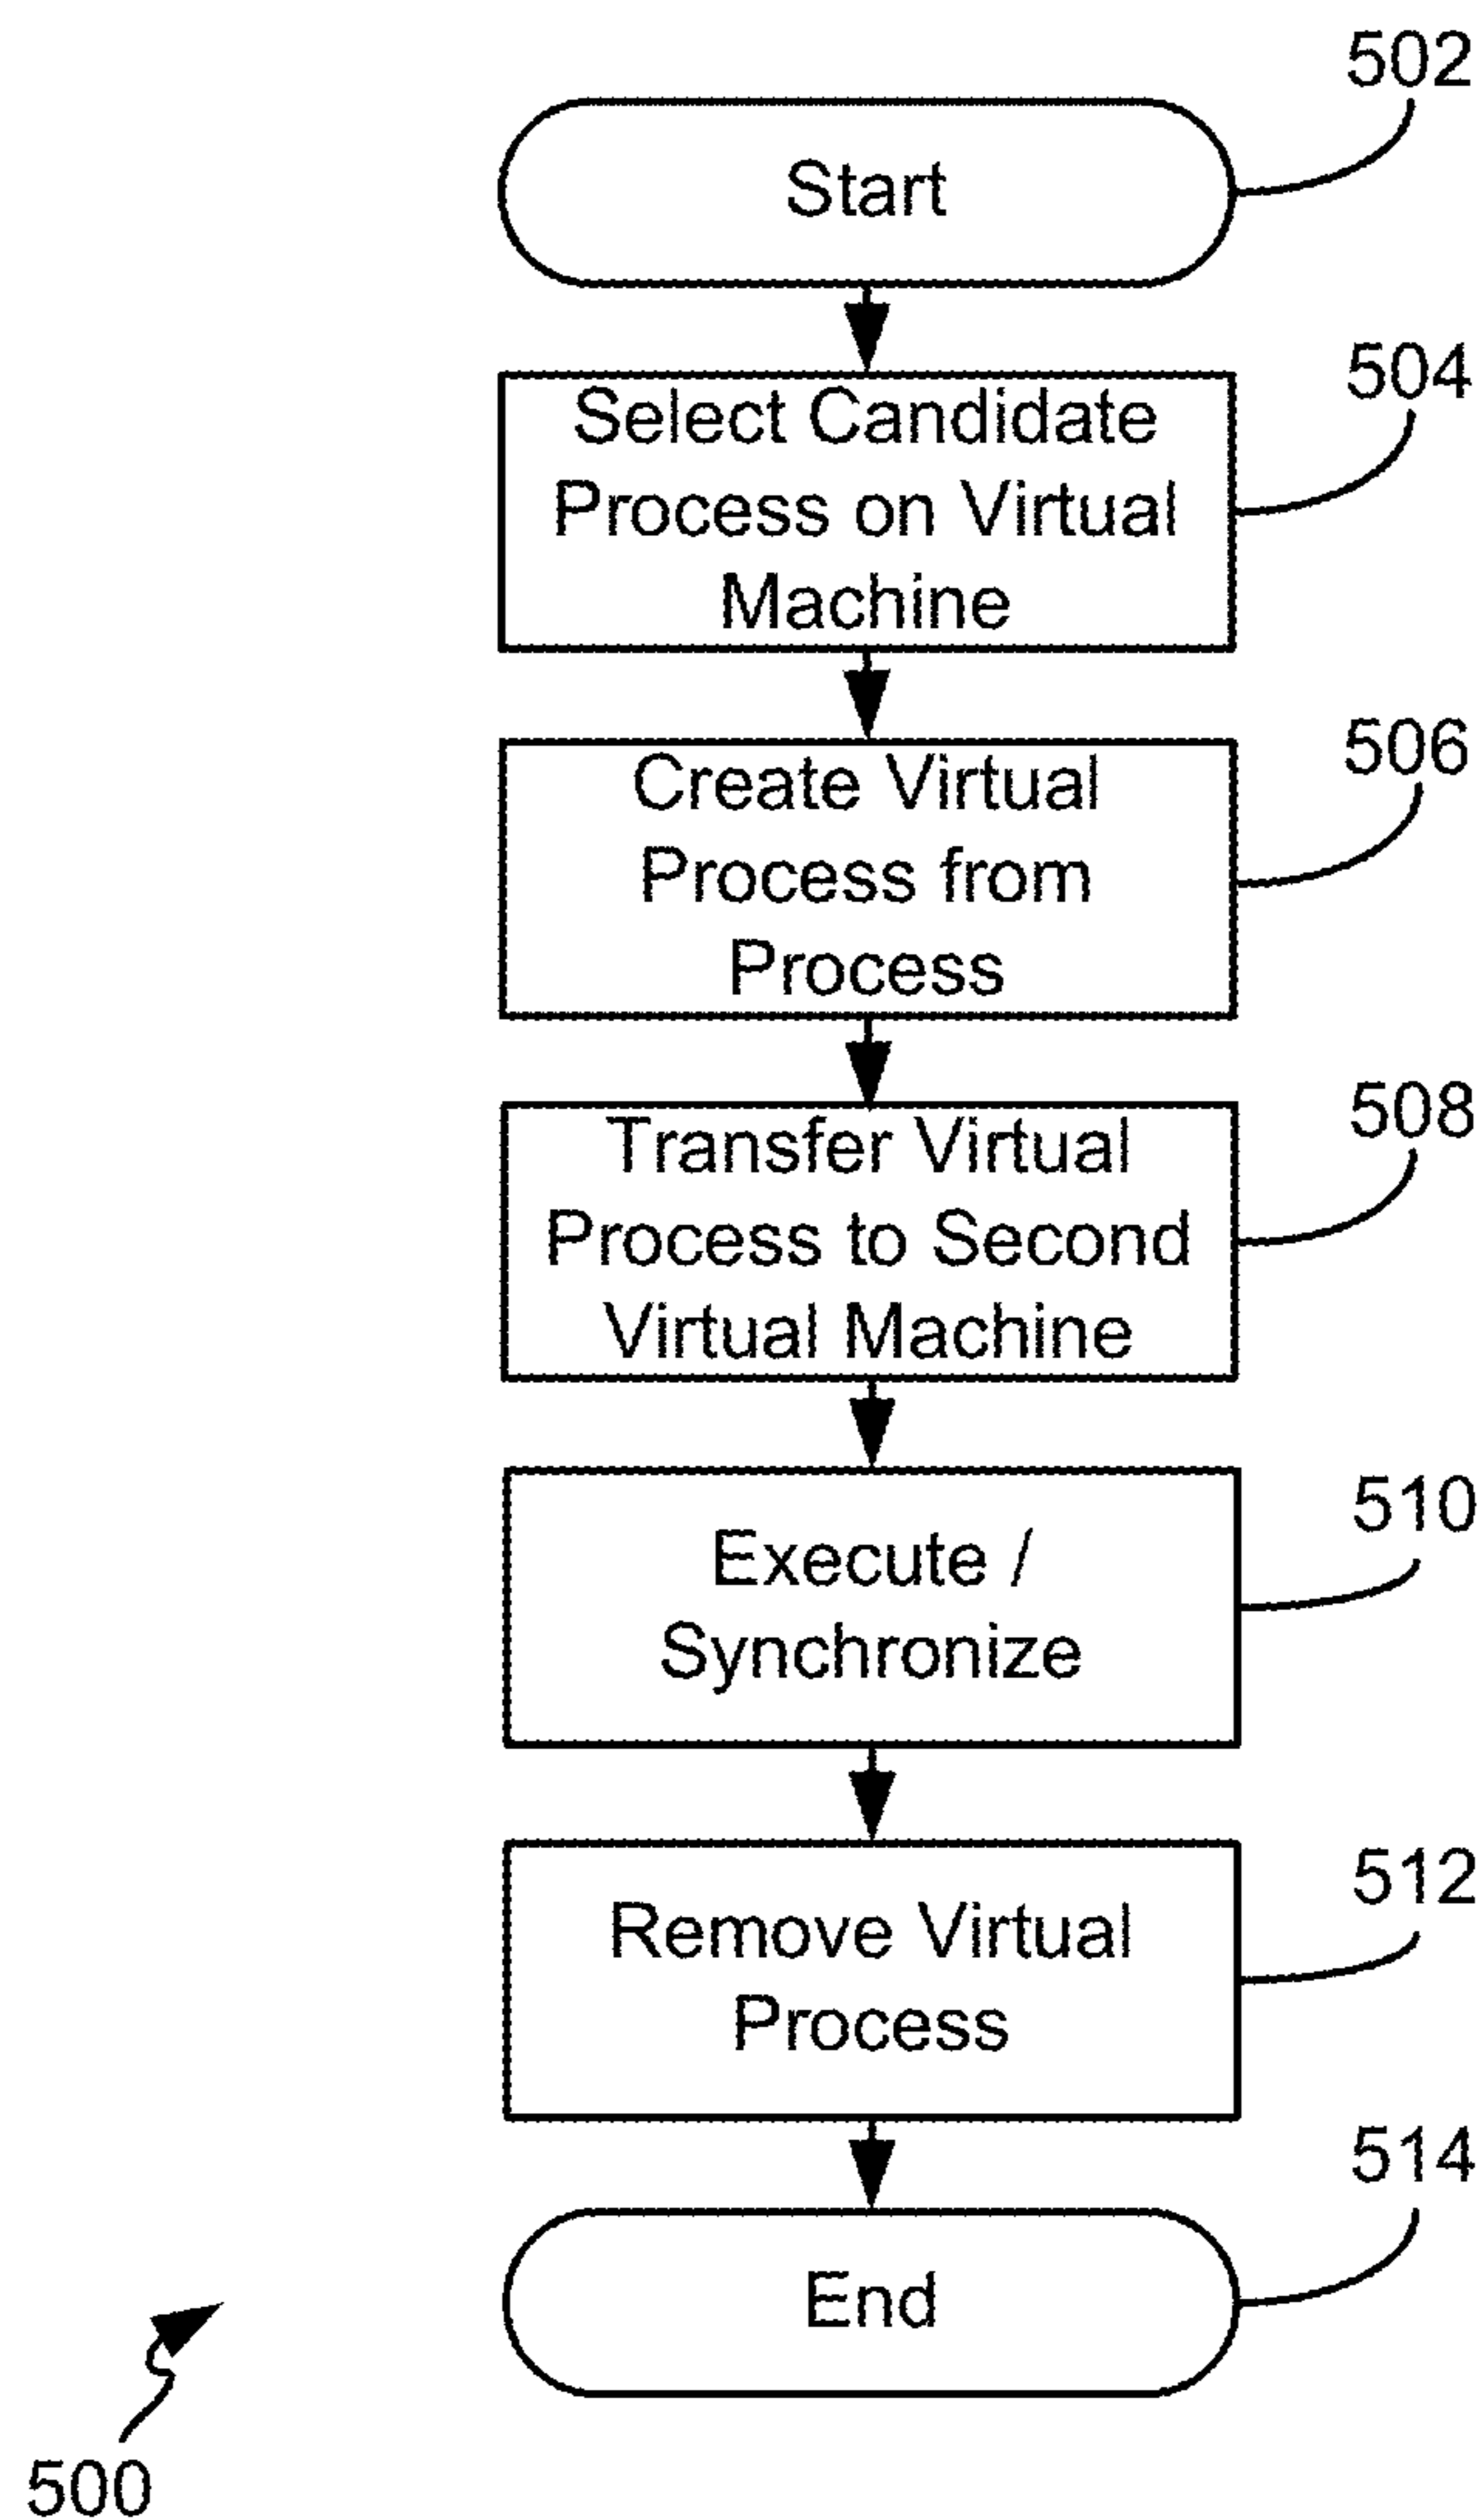 502
Start
504
Select Candidate
Process on Virtual
Machine
506
Create Virtual
Process from
Process
508
Transfer Virtual
Process to Second
Virtual Machine
510
Execute /
Synchronize
512
Remove Virtual
Process
514
End
500